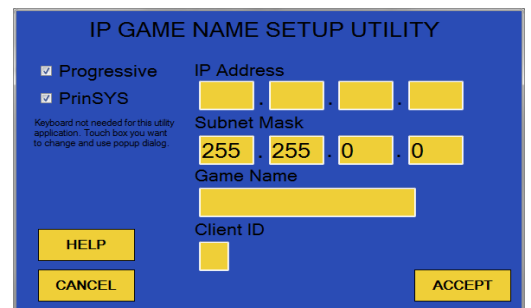 IP GAME NAME SETUP UTILITY
Progressive
PrinSYS
Keyboard not needed for this utility
application. Touch box you want
to change and use popup dialog.
IP Address
. . .
Subnet Mask
255 . 255 . 0 . 0
Game Name
Client ID
HELP
CANCEL
ACCEPT